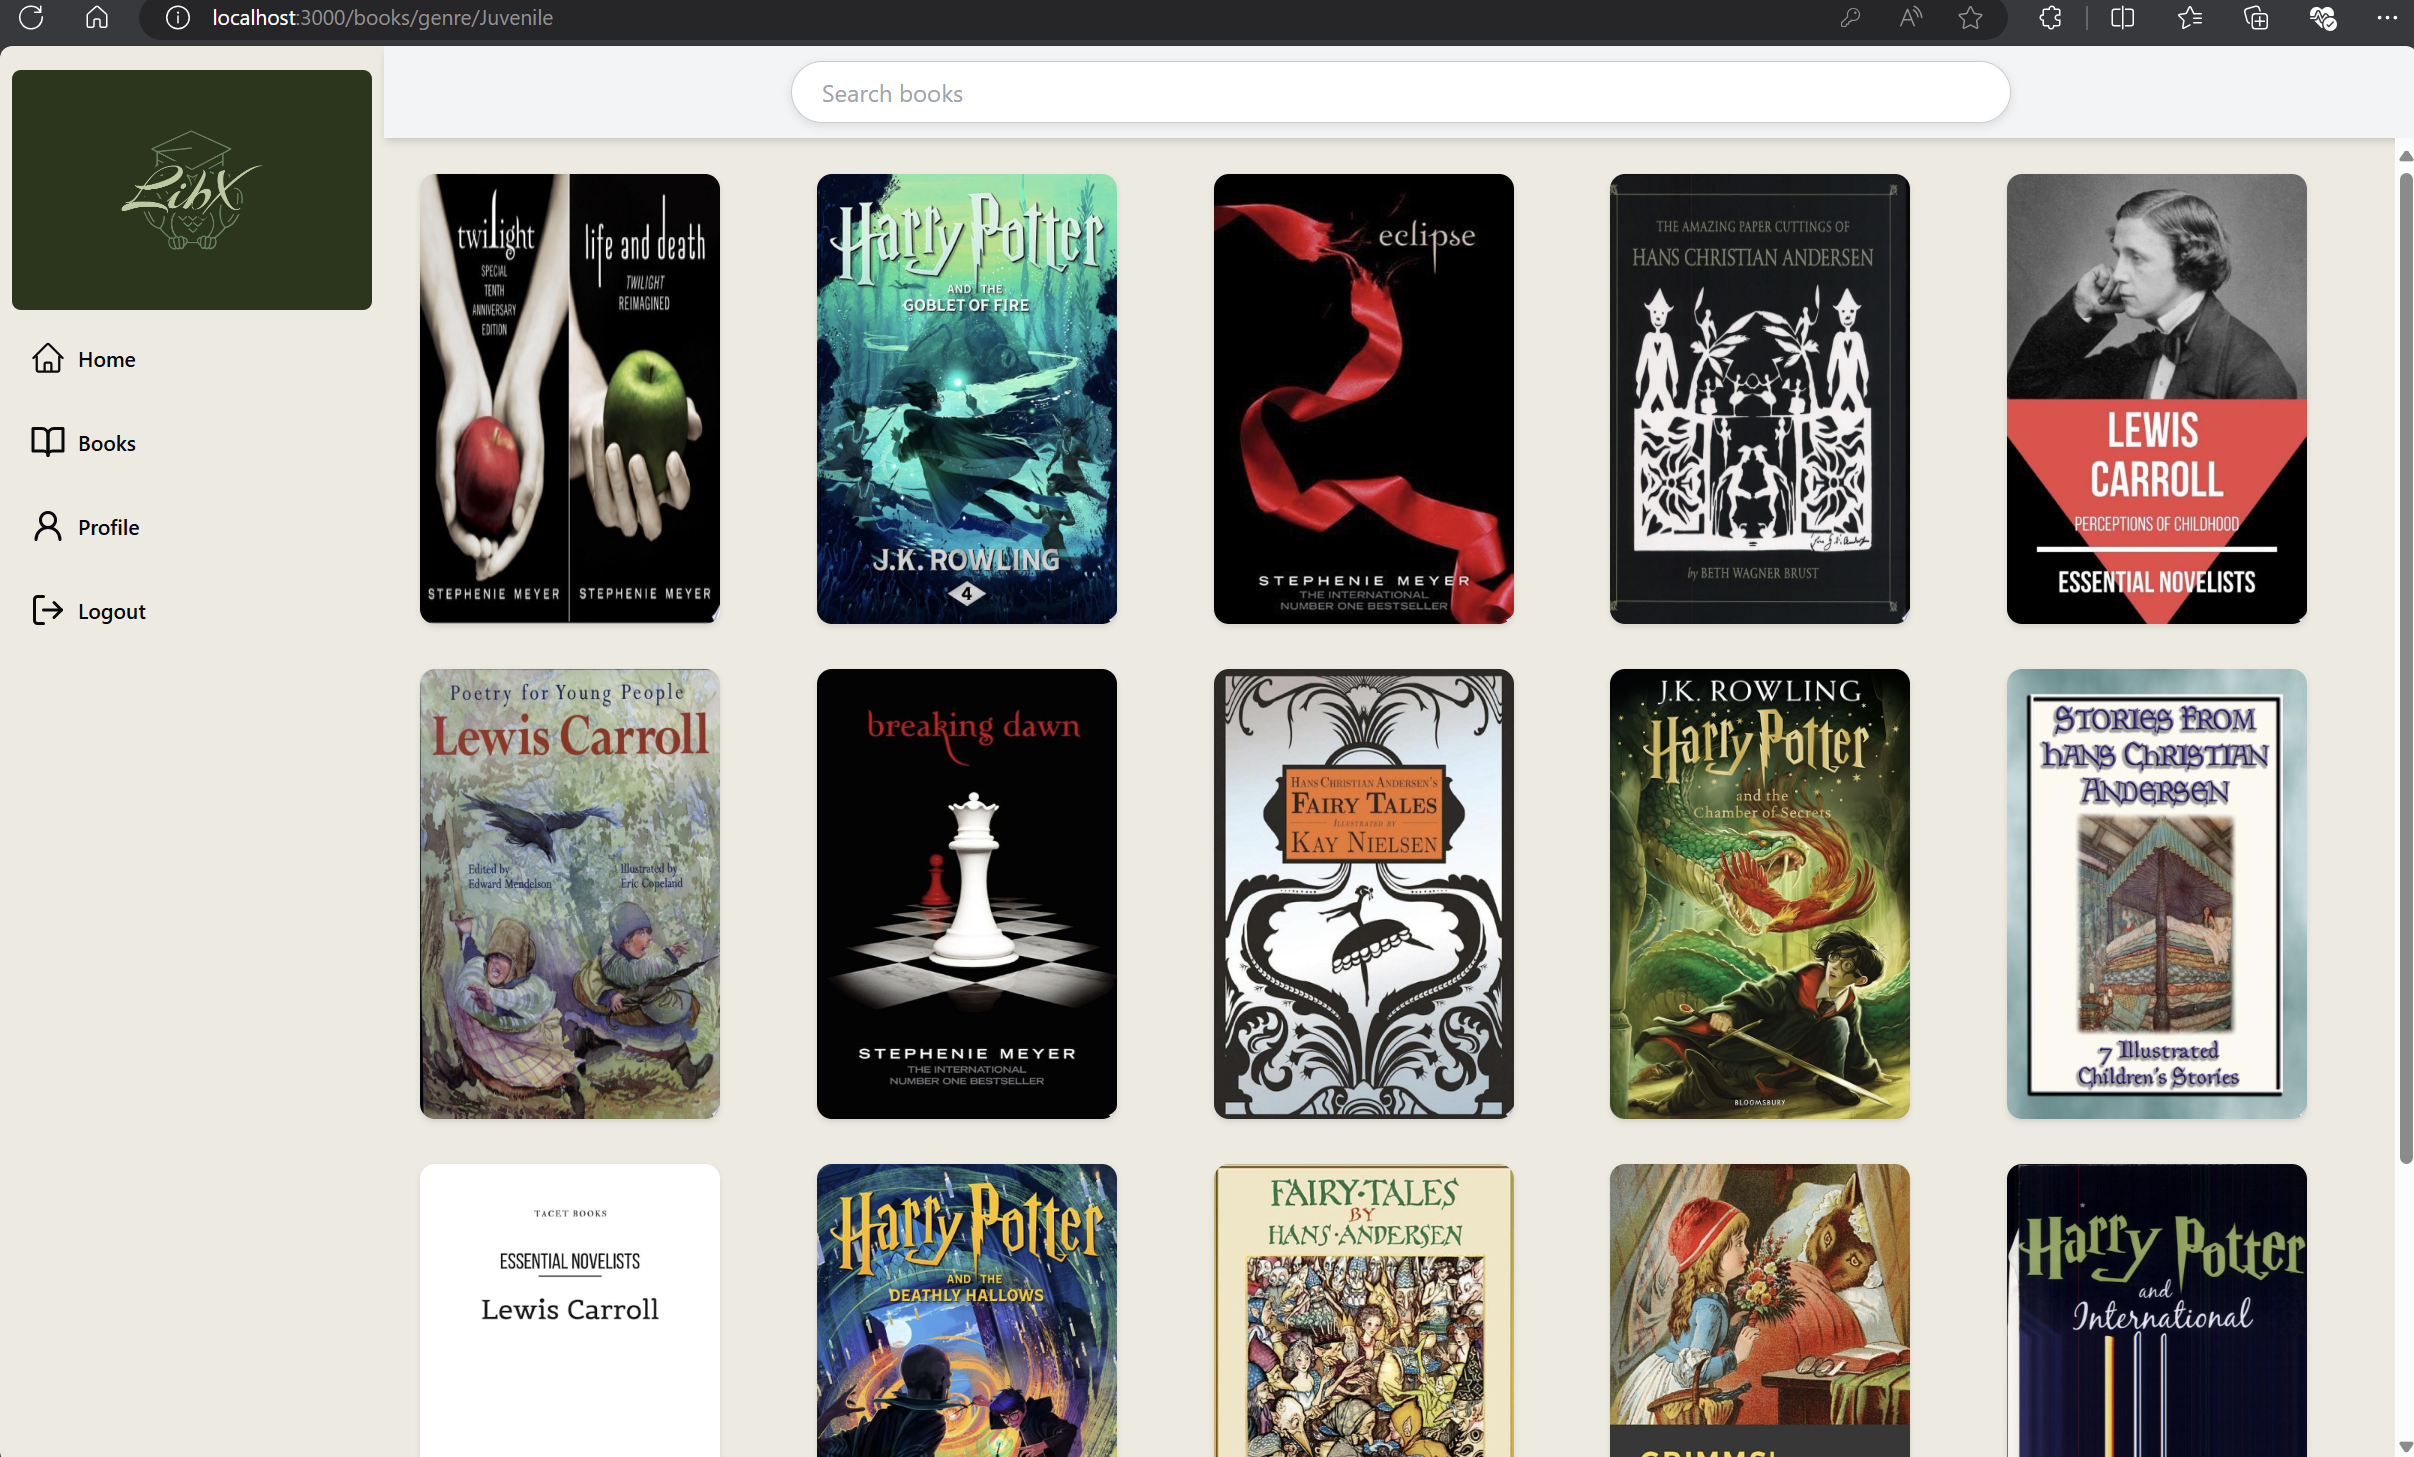 localhost:3000/books/genre/Juvenile
LibX
Search books
Home
Books
Profile
Logout
twilight
SPECIAL
TENTH
ANNIVERSARY
EDITION
STEPHENIE MEYER
life and death
TWILIGHT
REIMAGINED
STEPHENIE MEYER
Harry Potter
AND THE
GOBLET OF FIRE
J.K. ROWLING
4
eclipse
STEPHENIE MEYER
THE INTERNATIONAL
NUMBER ONE BESTSELLER
THE AMAZING PAPER CUTTINGS OF
HANS CHRISTIAN ANDERSEN
by BETH WAGNER BRUST
LEWIS
CARROLL
PERCEPTIONS OF CHILDHOOD
ESSENTIAL NOVELISTS
Poetry for Young People
Lewis Carroll
Edited by
Edward Mendelson
Illustrated by
Eric Copeland
breaking dawn
STEPHENIE MEYER
THE INTERNATIONAL
NUMBER ONE BESTSELLER
HANS CHRISTIAN ANDERSEN'S
FAIRY TALES
ILLUSTRATED BY
KAY NIELSEN
J.K. ROWLING
Harry Potter
and the
Chamber of Secrets
BLOOMSBURY
STORIES FROM
HANS CHRISTIAN
ANDERSEN
7 Illustrated
Children's Stories
TACET BOOKS
ESSENTIAL NOVELISTS
Lewis Carroll
Harry Potter
AND THE
DEATHLY HALLOWS
FAIRY·TALES
BY
HANS·ANDERSEN
GRIMMS'
Harry Potter
and
International